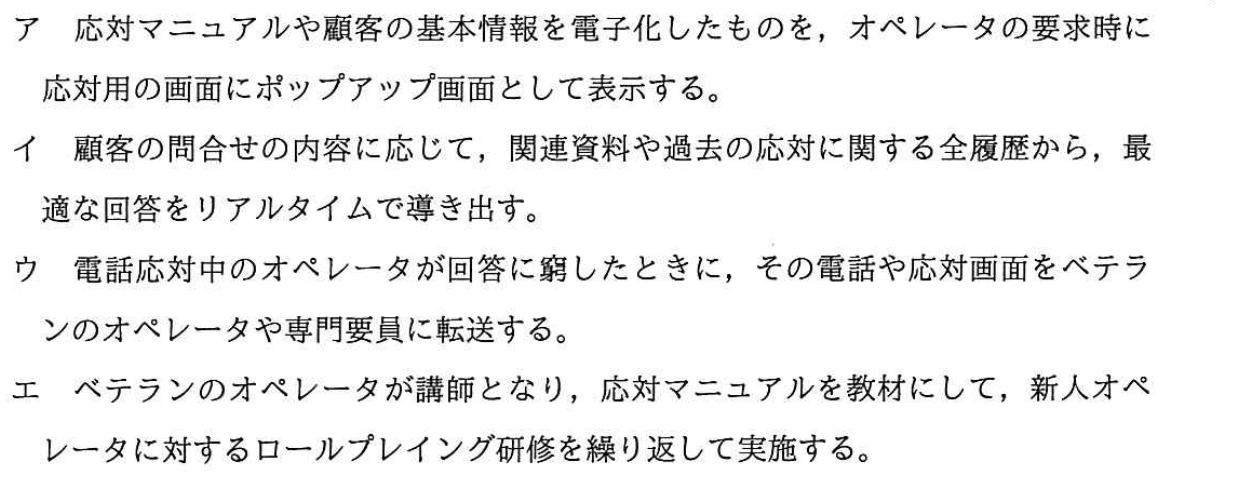 ア　応対マニュアルや顧客の基本情報を電子化したものを，オペレータの要求時に
応対用の画面にポップアップ画面として表示する。
イ　顧客の問合せの内容に応じて，関連資料や過去の応対に関する全履歴から，最
適な回答をリアルタイムで導き出す。
ウ　電話応対中のオペレータが回答に窮したときに，その電話や応対画面をベテラ
ンのオペレータや専門要員に転送する。
エ　ベテランのオペレータが講師となり，応対マニュアルを教材にして，新人オペ
レータに対するロールプレイング研修を繰り返して実施する。